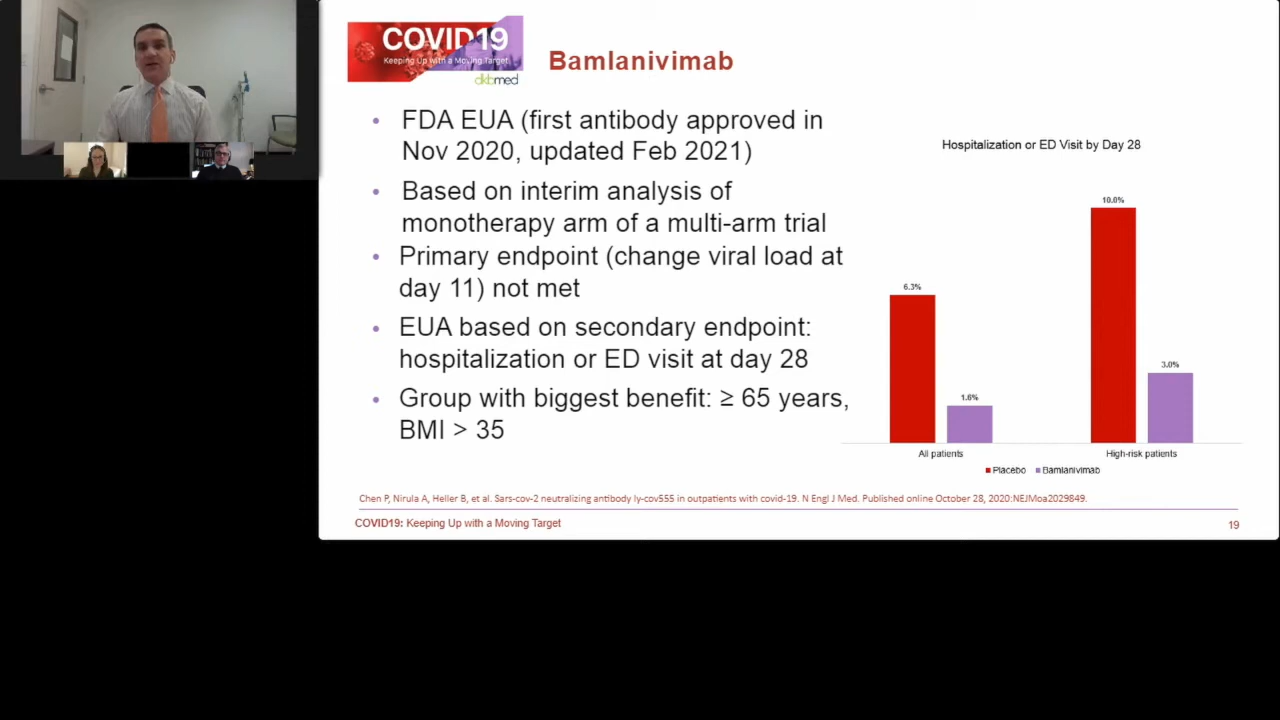 COVID19
Keeping Up with a Moving Target
dkbmed
Bamlanivimab
• FDA EUA (first antibody approved in
Nov 2020, updated Feb 2021)
• Based on interim analysis of
monotherapy arm of a multi-arm trial
• Primary endpoint (change viral load at
day 11) not met
• EUA based on secondary endpoint:
hospitalization or ED visit at day 28
• Group with biggest benefit: ≥ 65 years,
BMI > 35
Hospitalization or ED Visit by Day 28
10.0%
6.3%
3.0%
1.6%
All patients
High-risk patients
Placebo
Bamlanivimab
Chen P, Nirula A, Heller B, et al. Sars-cov-2 neutralizing antibody ly-cov555 in outpatients with covid-19. N Engl J Med. Published online October 28, 2020:NEJMoa2029849.
COVID19: Keeping Up with a Moving Target
19